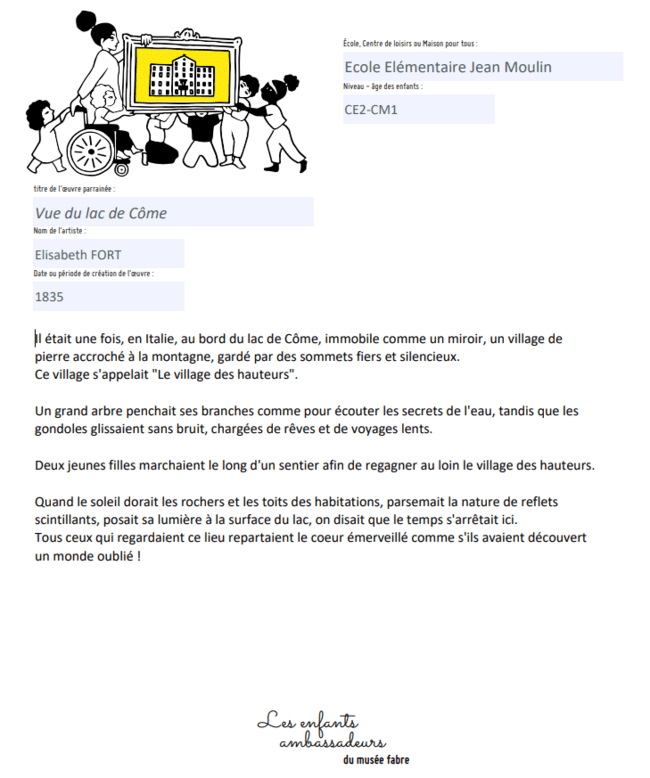 École, Centre de loisirs ou Maison pour tous :
Ecole Elémentaire Jean Moulin
Niveau - âge des enfants :
CE2-CM1
titre de l'œuvre parrainée :
Vue du lac de Côme
Nom de l'artiste :
Elisabeth FORT
Date ou période de création de l'œuvre :
1835
Il était une fois, en Italie, au bord du lac de Côme, immobile comme un miroir, un village de
pierre accroché à la montagne, gardé par des sommets fiers et silencieux.
Ce village s'appelait "Le village des hauteurs".
Un grand arbre penchait ses branches comme pour écouter les secrets de l'eau, tandis que les
gondoles glissaient sans bruit, chargées de rêves et de voyages lents.
Deux jeunes filles marchaient le long d'un sentier afin de regagner au loin le village des hauteurs.
Quand le soleil dorait les rochers et les toits des habitations, parsemait la nature de reflets
scintillants, posait sa lumière à la surface du lac, on disait que le temps s'arrêtait ici.
Tous ceux qui regardaient ce lieu repartaient le coeur émerveillé comme s'ils avaient découvert
un monde oublié !
Les enfants
ambassadeurs
du musée fabre